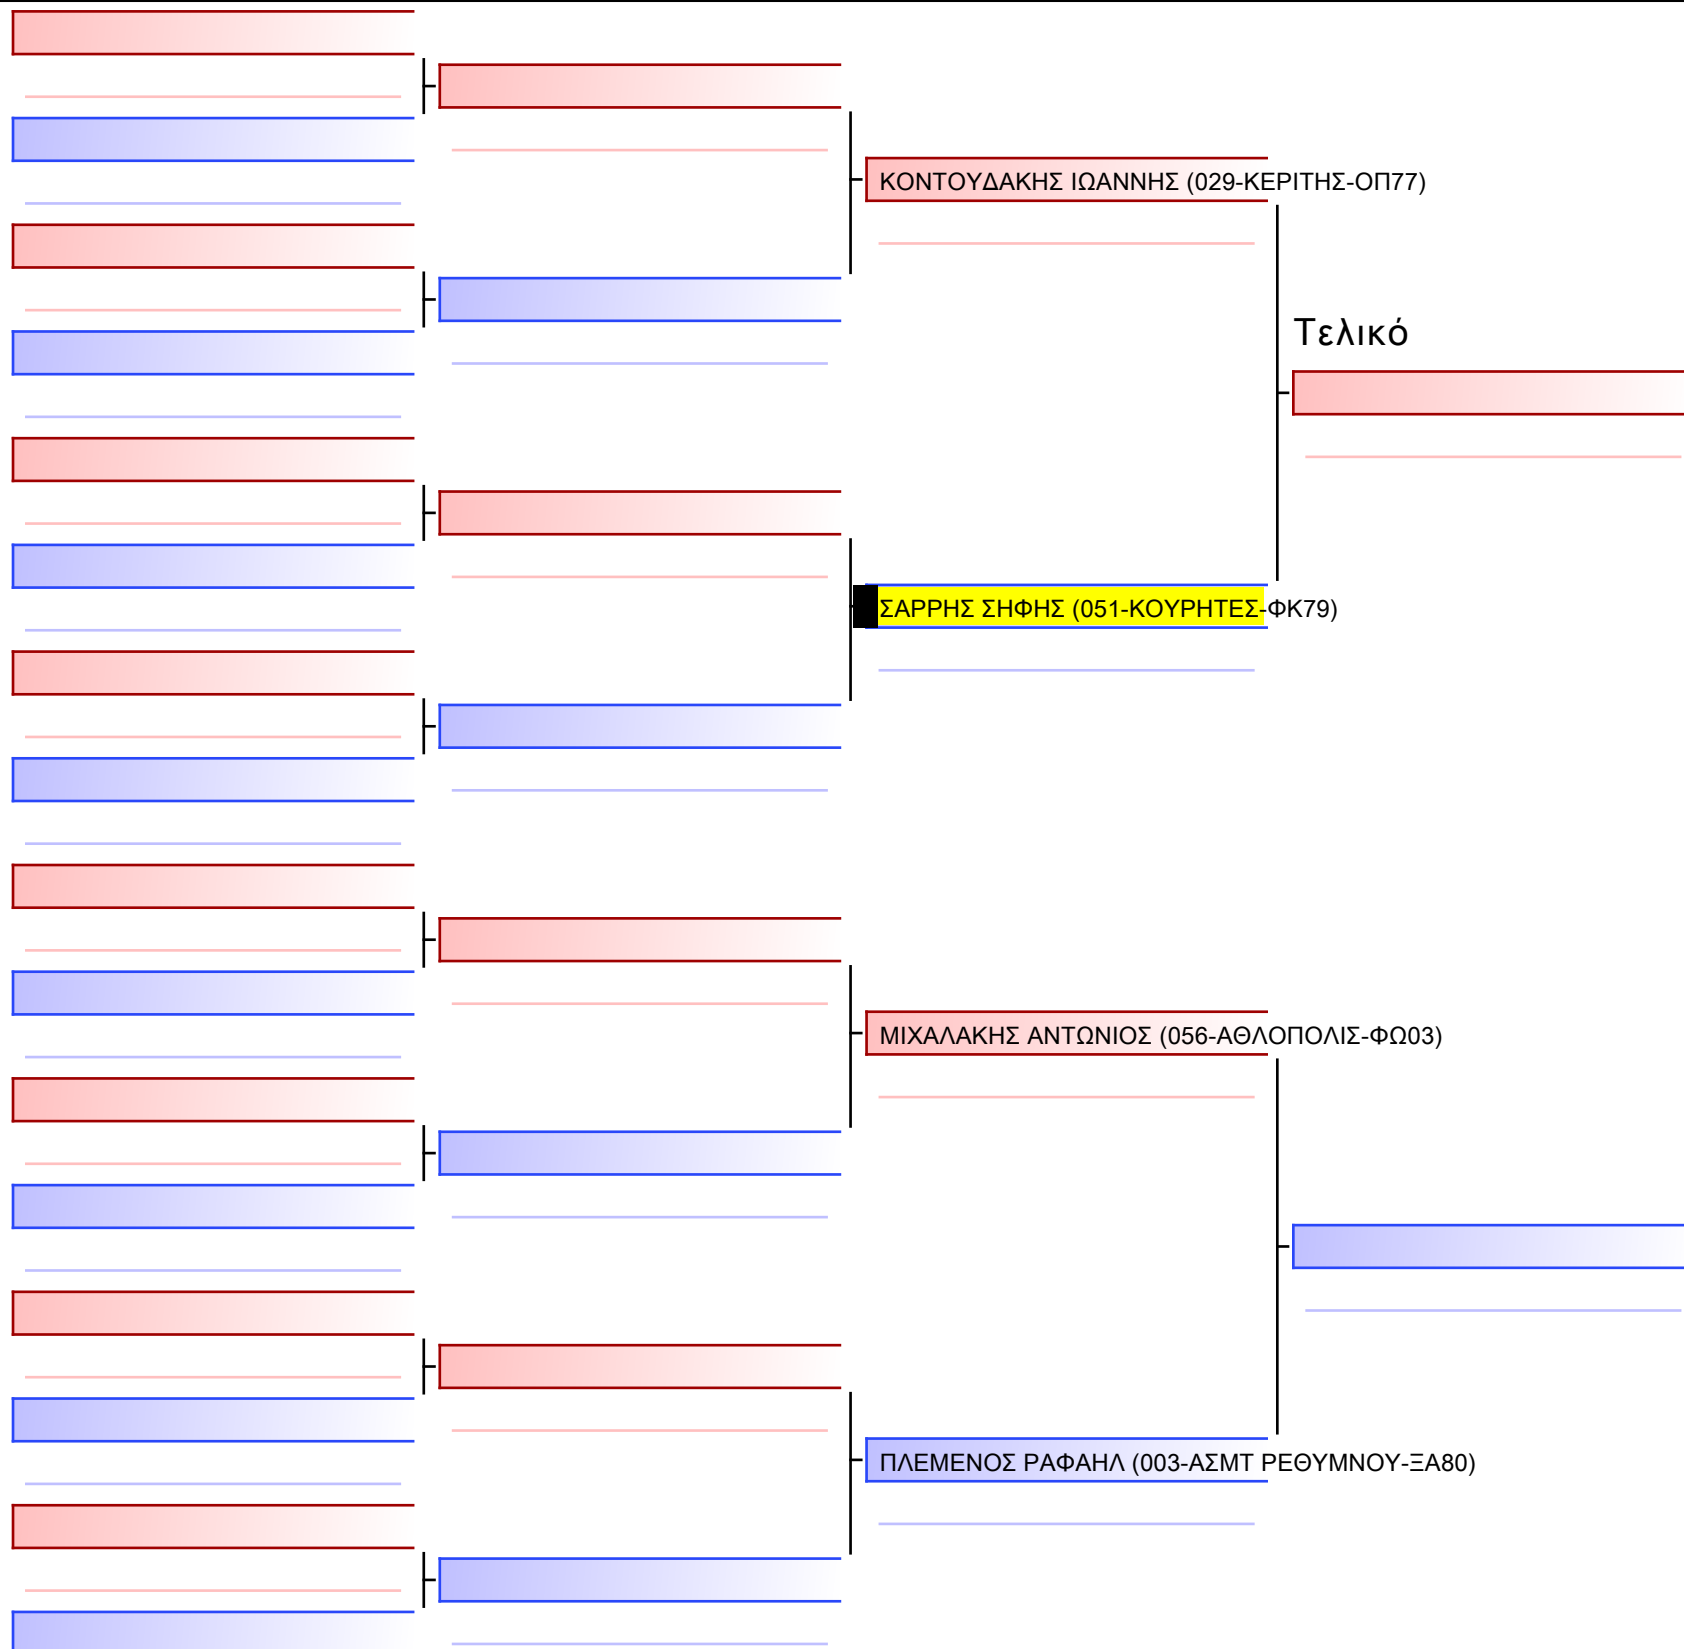 ΚΟΝΤΟΥΔΑΚΗΣ ΙΩΑΝΝΗΣ (029-ΚΕΡΙΤΗΣ-ΟΠ77)
Τελικό
ΣΑΡΡΗΣ ΣΗΦΗΣ (051-ΚΟΥΡΗΤΕΣ-ΦΚ79)
ΜΙΧΑΛΑΚΗΣ ΑΝΤΩΝΙΟΣ (056-ΑΘΛΟΠΟΛΙΣ-ΦΩ03)
ΠΛΕΜΕΝΟΣ ΡΑΦΑΗΛ (003-ΑΣΜΤ ΡΕΘΥΜΝΟΥ-ΞΑ80)